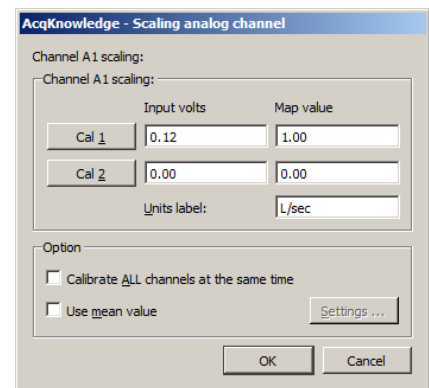 AcqKnowledge - Scaling analog channel
Channel A1 scaling:
Channel A1 scaling:
Input volts Map value
Cal 1 0.12 1.00
Cal 2 0.00 0.00
Units label: L/sec
Option
Calibrate ALL channels at the same time
Use mean value Settings ...
OK Cancel